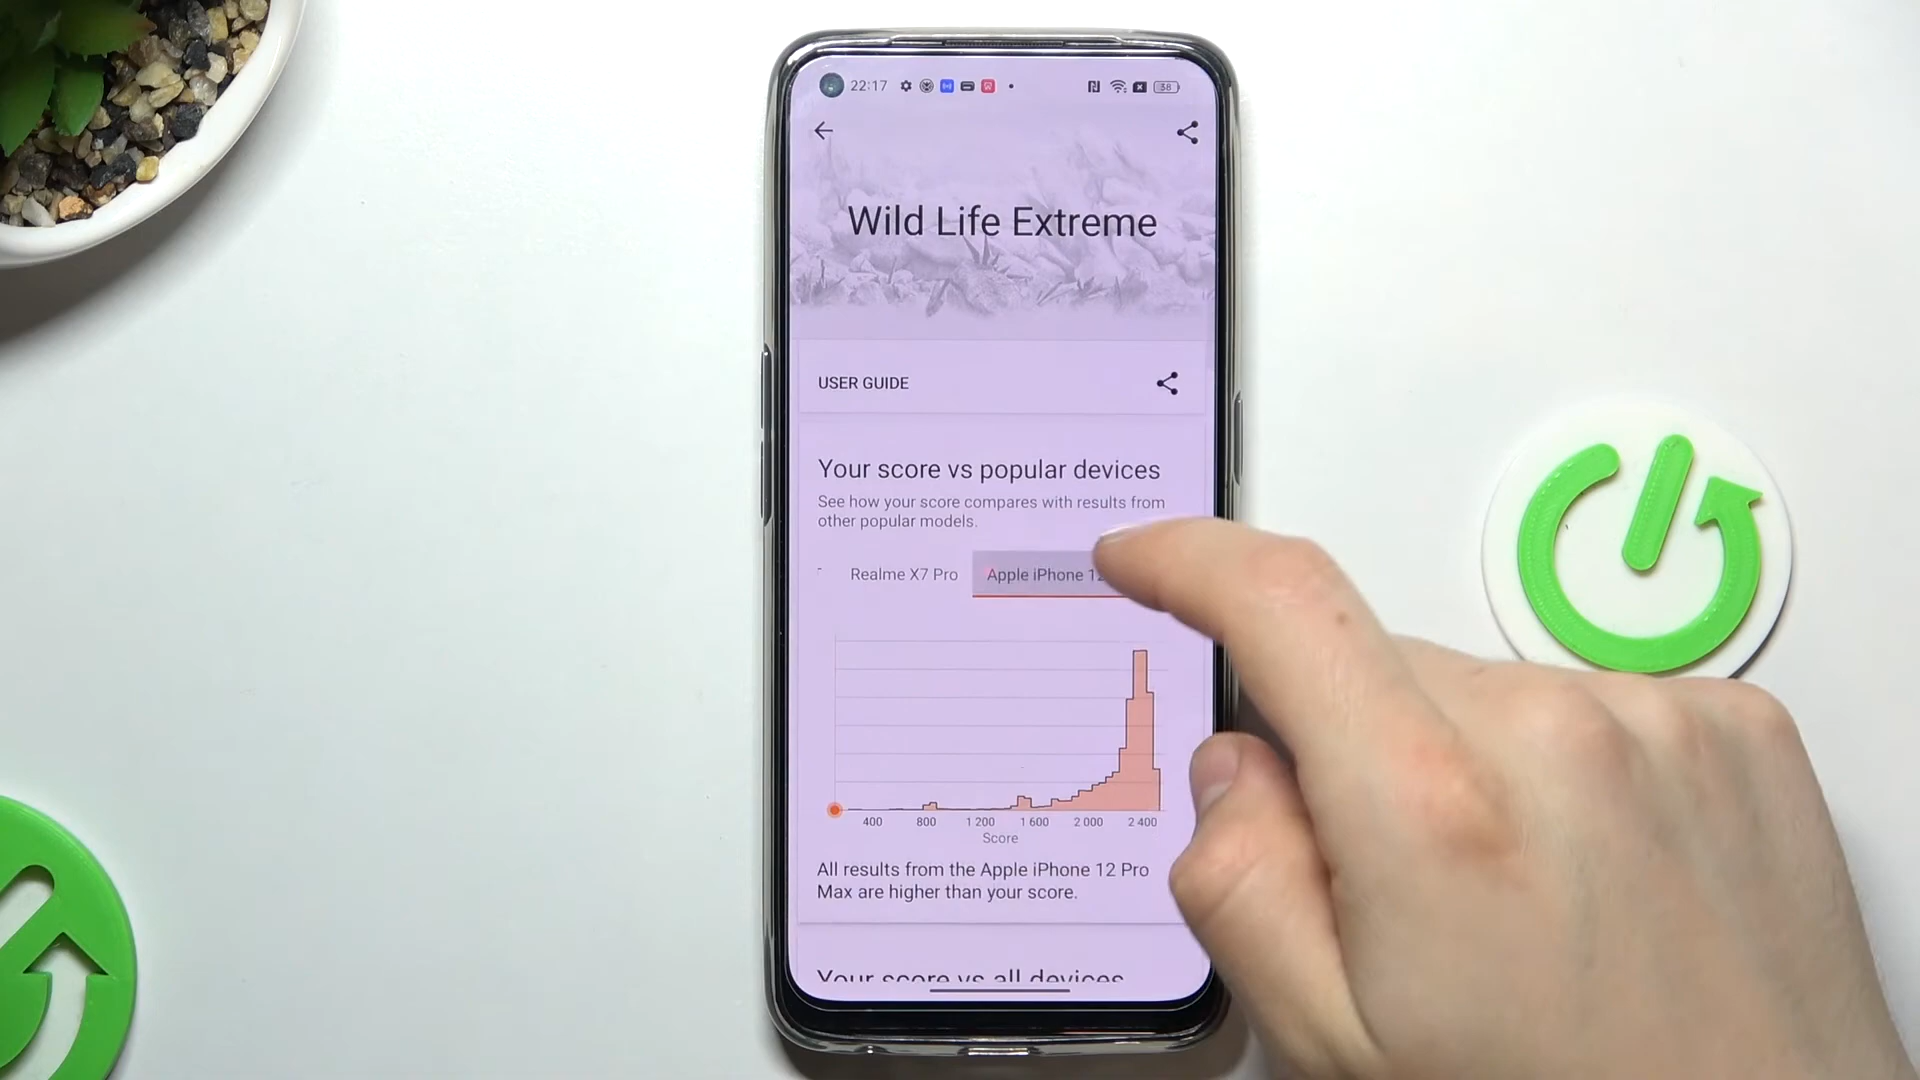 22:17
38
Wild Life Extreme
USER GUIDE
Your score vs popular devices
See how your score compares with results from
other popular models.
Realme X7 Pro
Apple iPhone 12
400 800 1 200 1 600 2 000 2 400
Score
All results from the Apple iPhone 12 Pro
Max are higher than your score.
Your score vs all devices